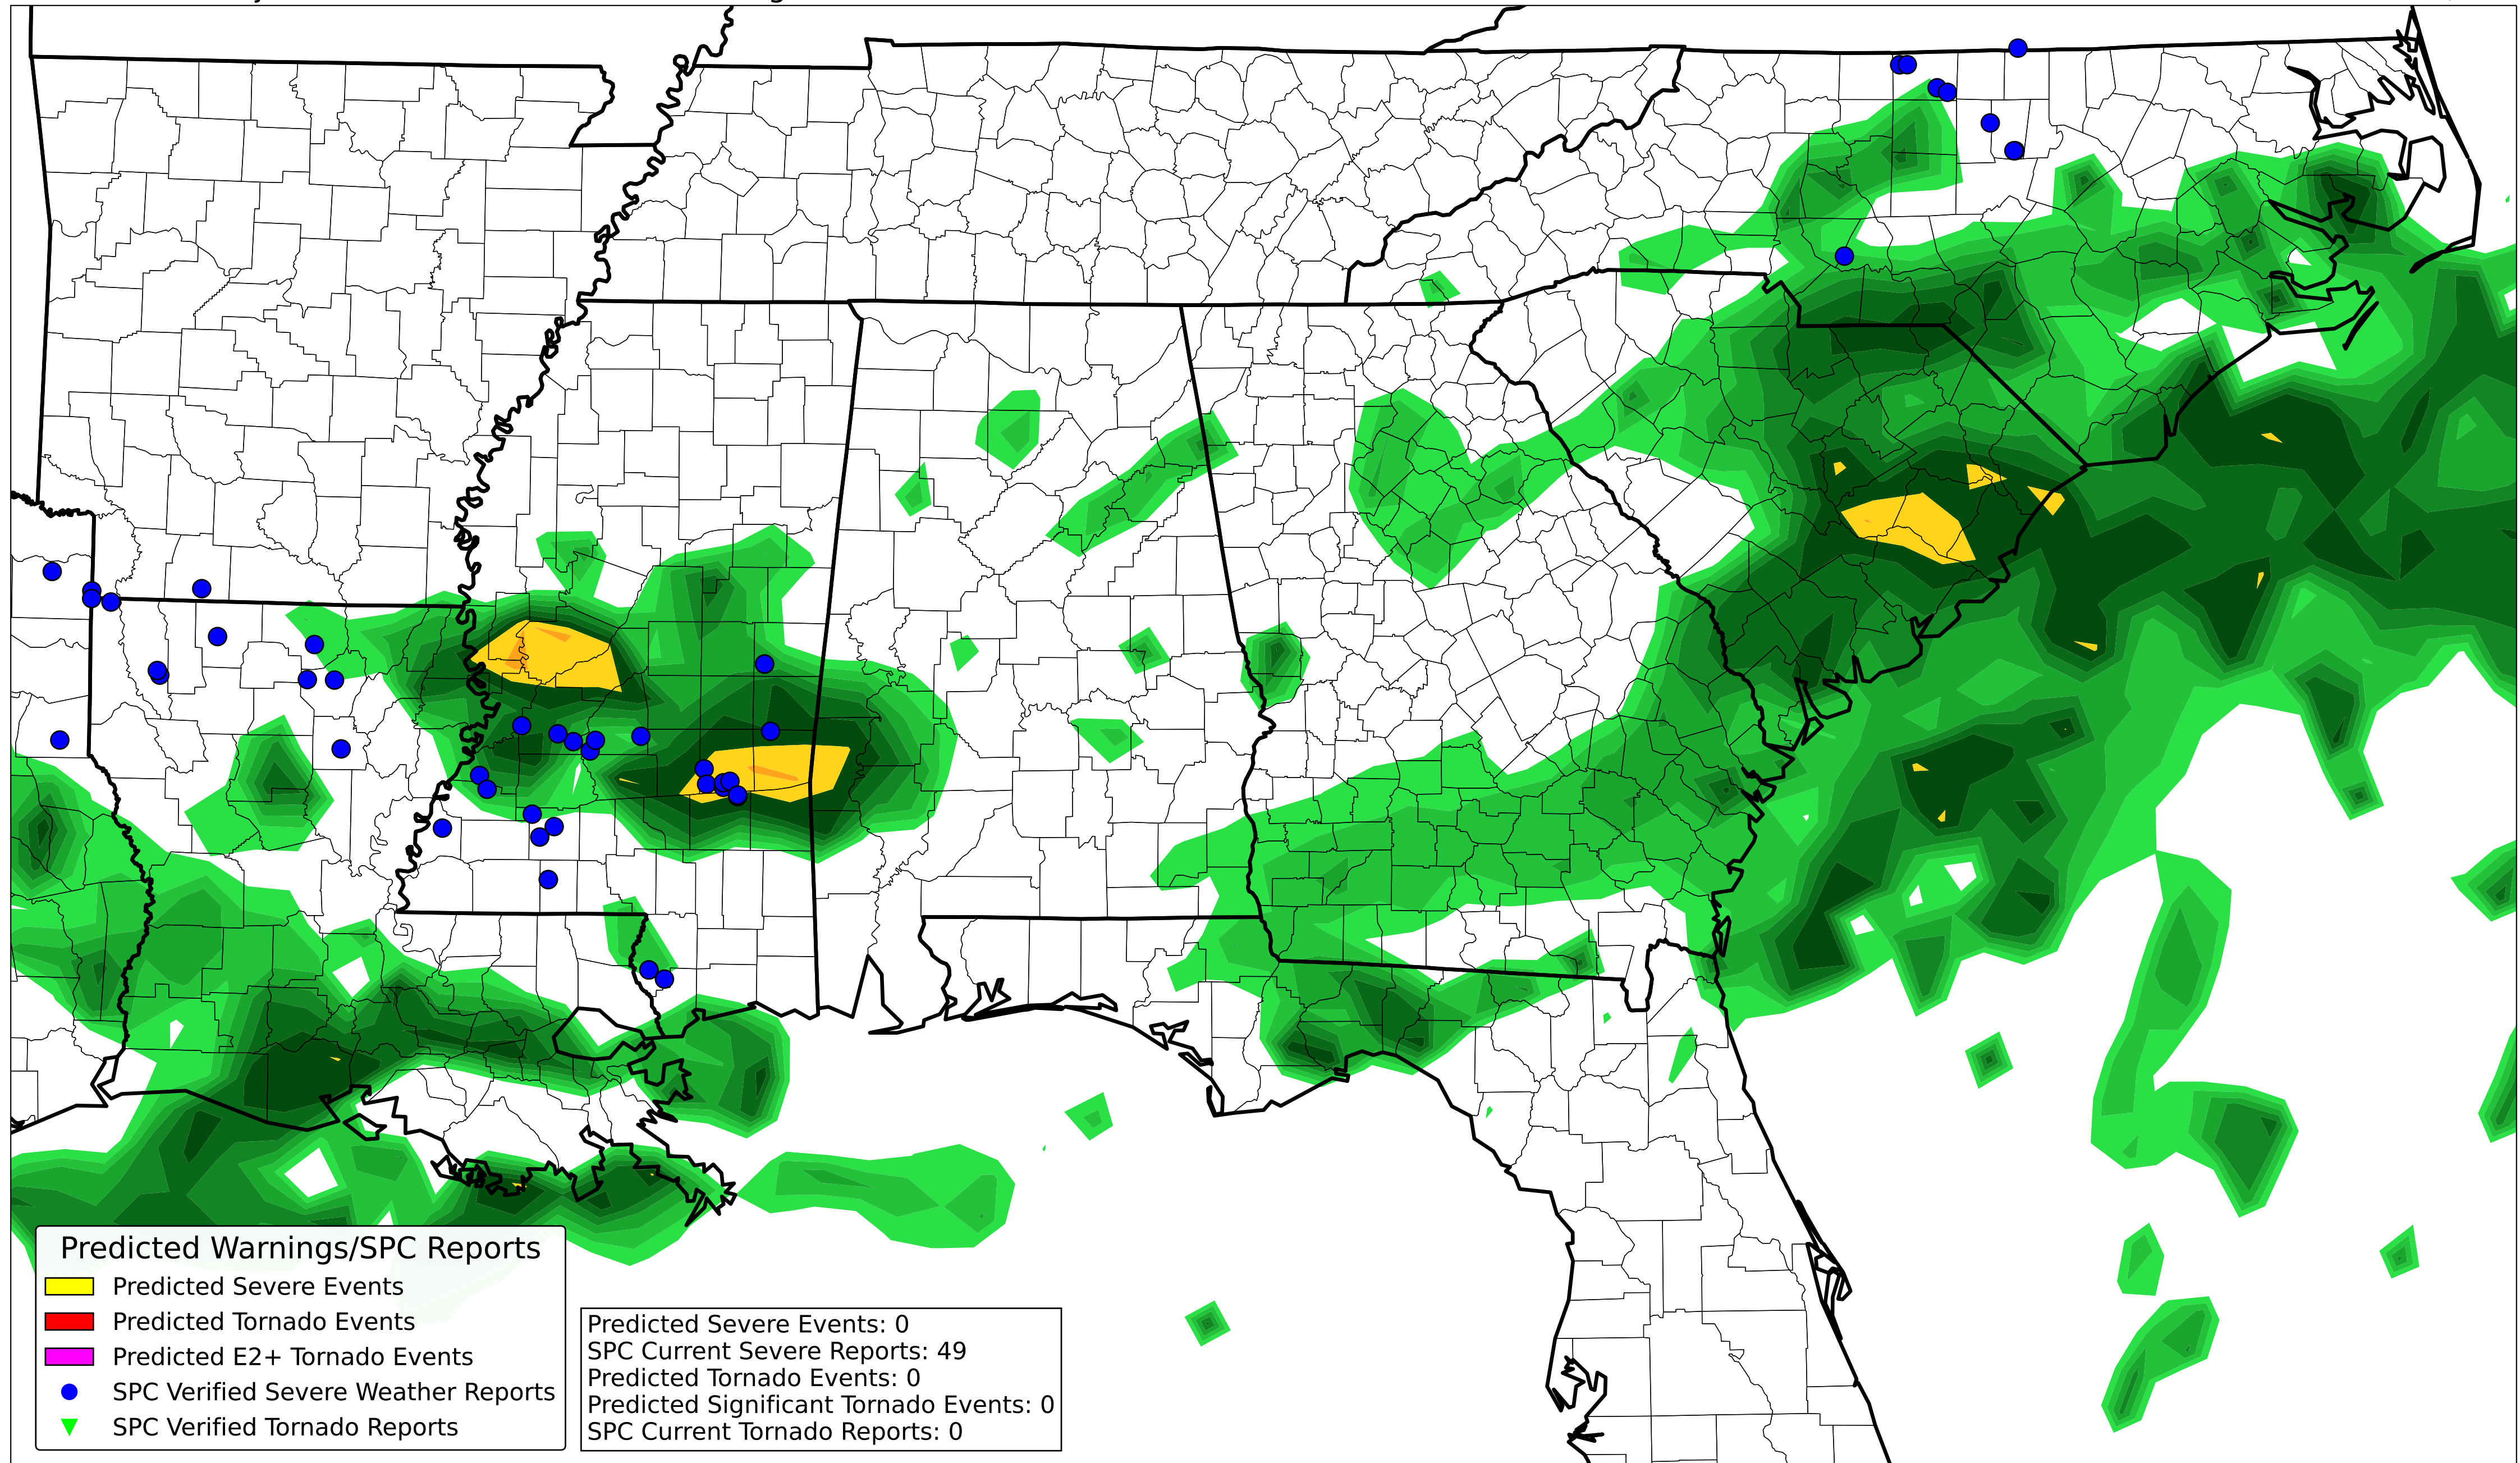 Predicted Warnings/SPC Reports
Predicted Severe Events
Predicted Tornado Events
Predicted E2+ Tornado Events
SPC Verified Severe Weather Reports
SPC Verified Tornado Reports
Predicted Severe Events: 0
SPC Current Severe Reports: 49
Predicted Tornado Events: 0
Predicted Significant Tornado Events: 0
SPC Current Tornado Reports: 0